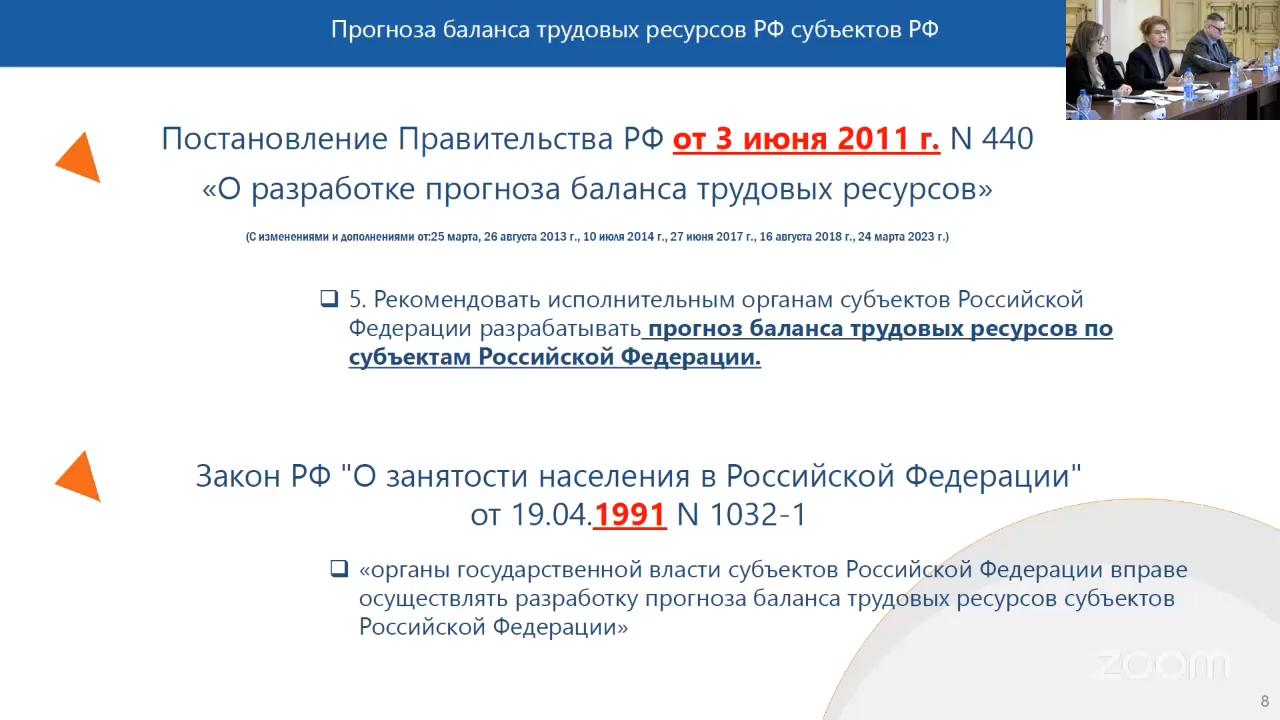 Прогноза баланса трудовых ресурсов РФ субъектов РФ
Постановление Правительства РФ от 3 июня 2011 г. N 440
«О разработке прогноза баланса трудовых ресурсов»
(С изменениями и дополнениями от:25 марта, 26 августа 2013 г., 10 июля 2014 г., 27 июня 2017 г., 16 августа 2018 г., 24 марта 2023 г.)
❑ 5. Рекомендовать исполнительным органам субъектов Российской
Федерации разрабатывать прогноз баланса трудовых ресурсов по
субъектам Российской Федерации.
Закон РФ "О занятости населения в Российской Федерации"
от 19.04.1991 N 1032-1
❑ «органы государственной власти субъектов Российской Федерации вправе
осуществлять разработку прогноза баланса трудовых ресурсов субъектов
Российской Федерации»
zoom
8